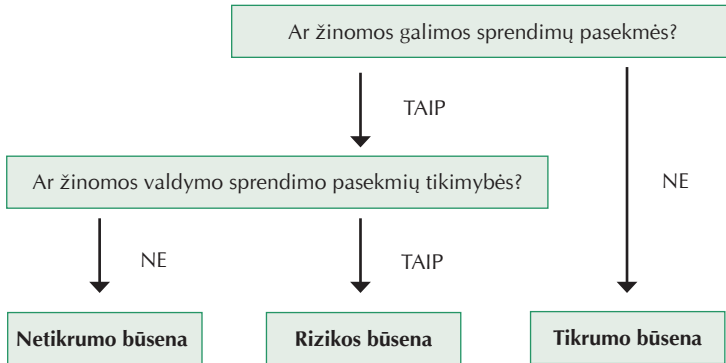 Ar žinomos galimos sprendimų pasekmės?
TAIP
Ar žinomos valdymo sprendimo pasekmių tikimybės?
NE
NE
TAIP
Netikrumo būsena
Rizikos būsena
Tikrumo būsena